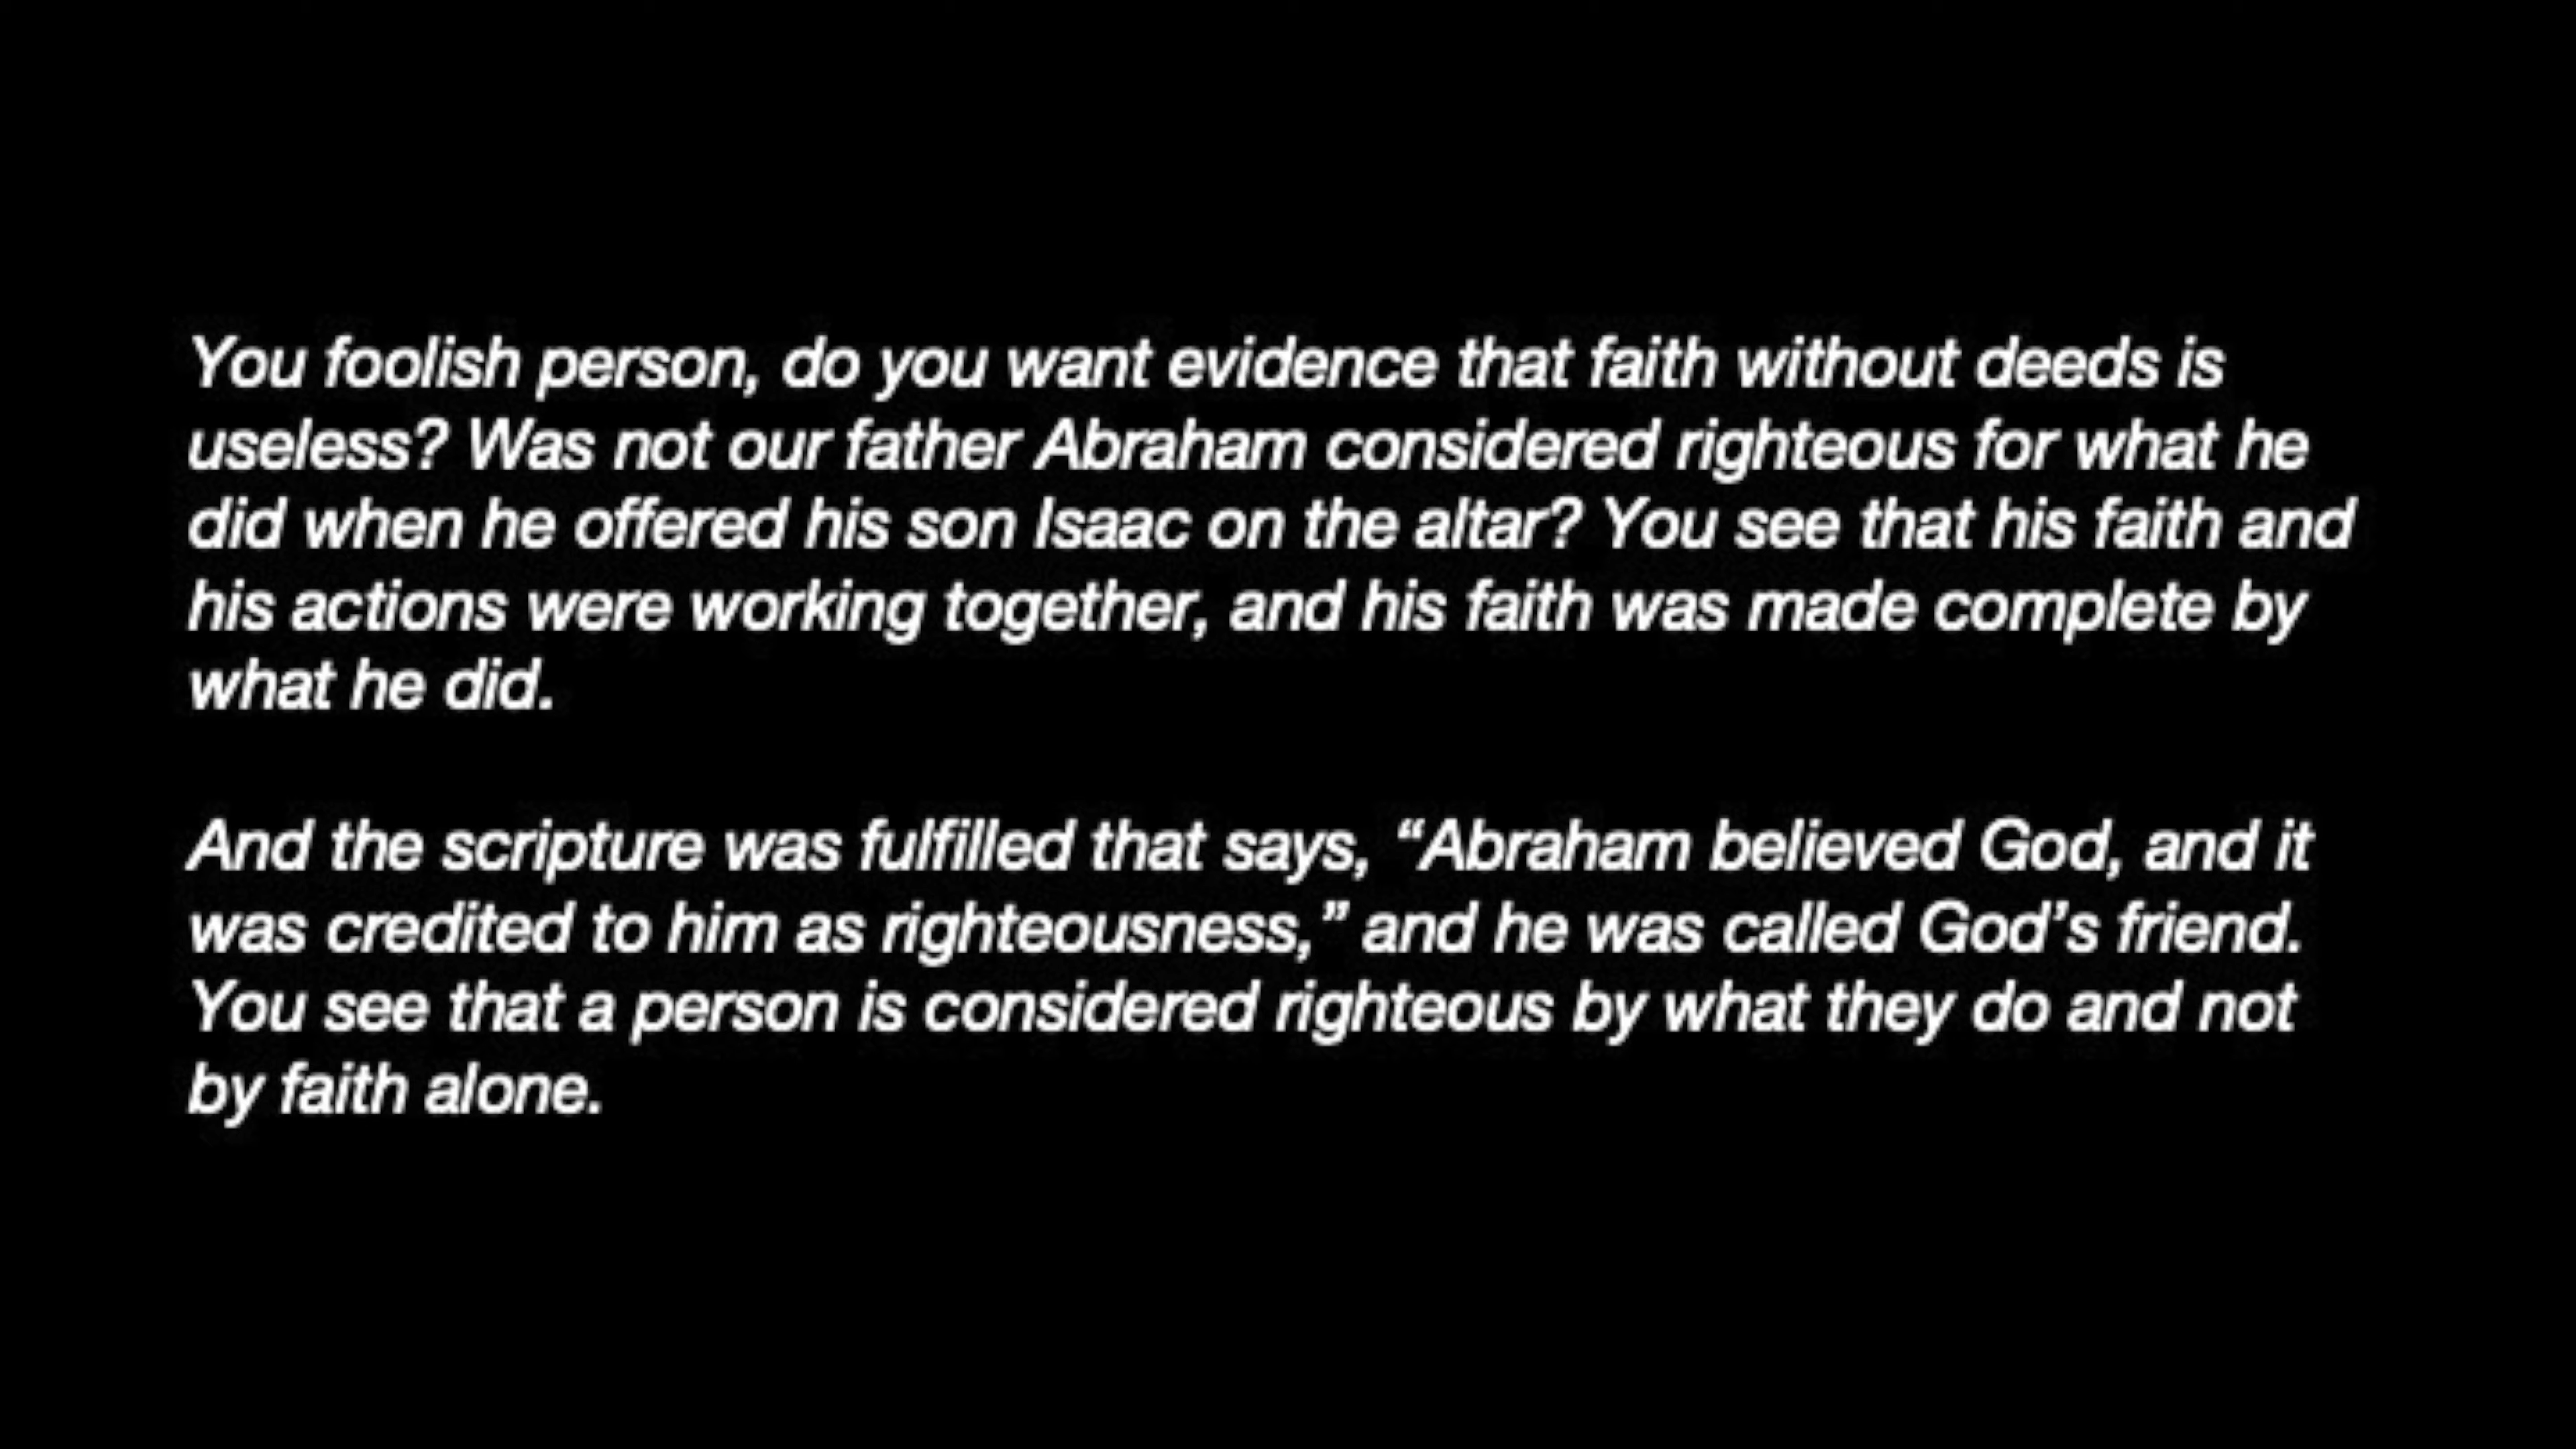 You foolish person, do you want evidence that faith without deeds is
useless? Was not our father Abraham considered righteous for what he
did when he offered his son Isaac on the altar? You see that his faith and
his actions were working together, and his faith was made complete by
what he did.
And the scripture was fulfilled that says, “Abraham believed God, and it
was credited to him as righteousness,” and he was called God’s friend.
You see that a person is considered righteous by what they do and not
by faith alone.